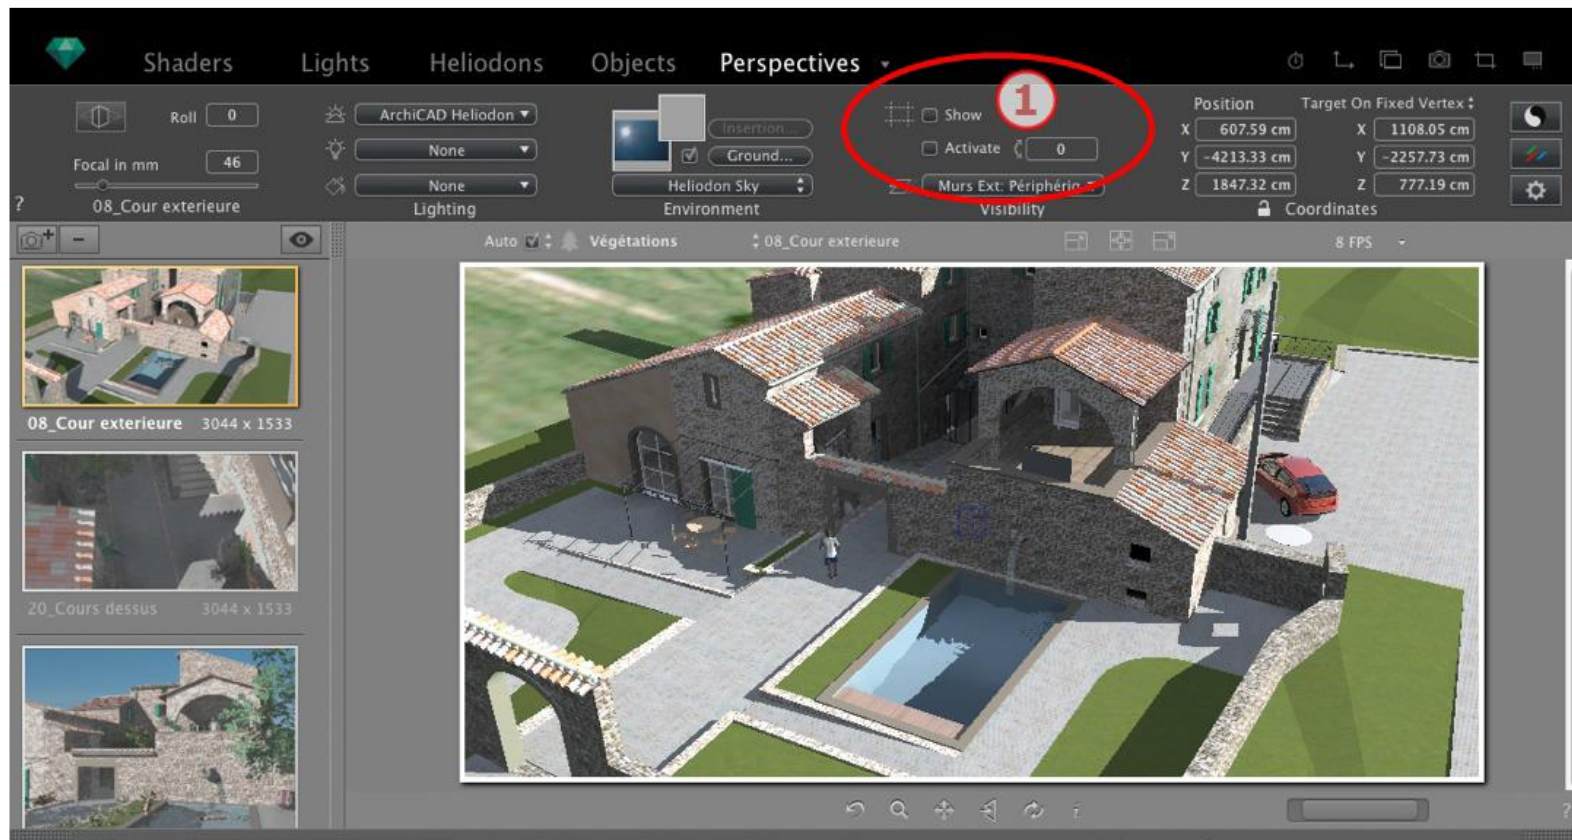 Shaders Lights Heliodons Objects Perspectives
1
Roll 0
Focal in mm 46
? 08_Cour exterieure
ArchiCAD Heliodon
None
None
Lighting
Insertion...
Ground...
Heliodon Sky
Environment
Show
Activate 0
Murs Ext: Périphériq
Visibility
Position Target On Fixed Vertex
X 607.59 cm X 1108.05 cm
Y -4213.33 cm Y -2257.73 cm
Z 1847.32 cm Z 777.19 cm
Coordinates
Auto Végétations 08_Cour exterieure 8 FPS
08_Cour exterieure 3044 x 1533
20_Cours dessus 3044 x 1533
i ?